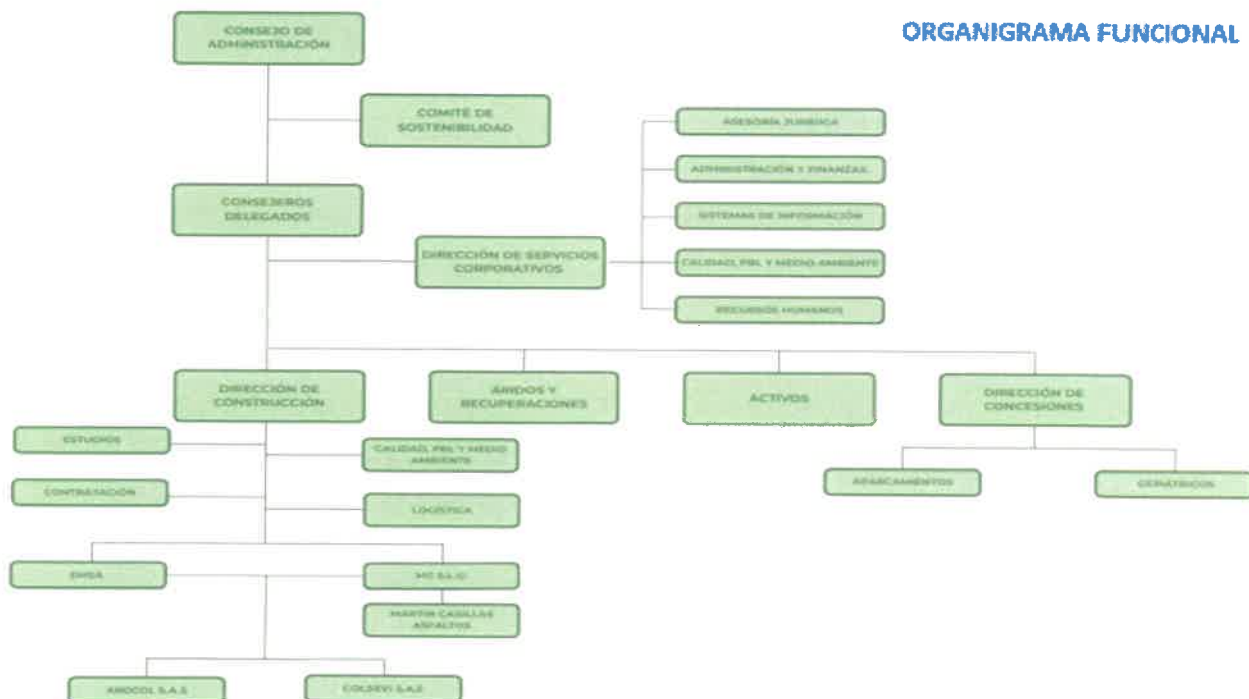 ORGANIGRAMA FUNCIONAL
CONSEJO DE
ADMINISTRACIÓN
COMITÉ DE
SOSTENIBILIDAD
CONSEJEROS
DELEGADOS
DIRECCIÓN DE SERVICIOS
CORPORATIVOS
ASESORÍA JURÍDICA
ADMINISTRACIÓN Y FINANZAS
SISTEMAS DE INFORMACIÓN
CALIDAD, PRL Y MEDIO AMBIENTE
RECURSOS HUMANOS
DIRECCIÓN DE
CONSTRUCCIÓN
ÁRIDOS Y
RECUPERACIONES
ACTIVOS
DIRECCIÓN DE
CONCESIONES
ESTUDIOS
CALIDAD, PRL Y MEDIO
AMBIENTE
CONTRATACIÓN
LOGÍSTICA
APARCAMIENTOS
GERIÁTRICOS
MARTIN CASILLAS
ASFALTOS
S.A.S
COLSEVI S.A.S